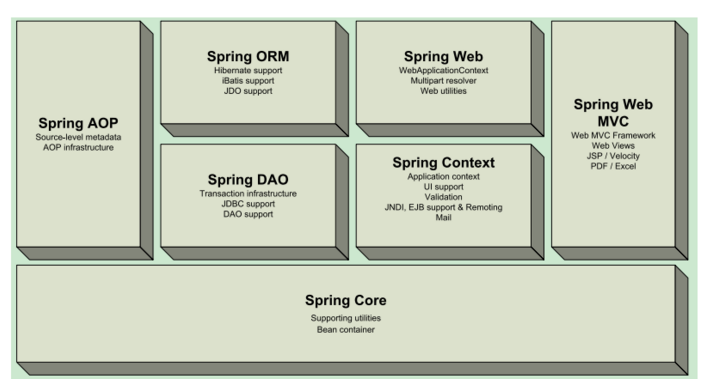 Spring AOP
Source-level metadata
AOP infrastructure
Spring ORM
Hibernate support
iBatis support
JDO support
Spring DAO
Transaction infrastructure
JDBC support
DAO support
Spring Web
WebApplicationContext
Multipart resolver
Web utilities
Spring Context
Application context
UI support
Validation
JNDI, EJB support & Remoting
Mail
Spring Web
MVC
Web MVC Framework
Web Views
JSP / Velocity
PDF / Excel
Spring Core
Supporting utilities
Bean container